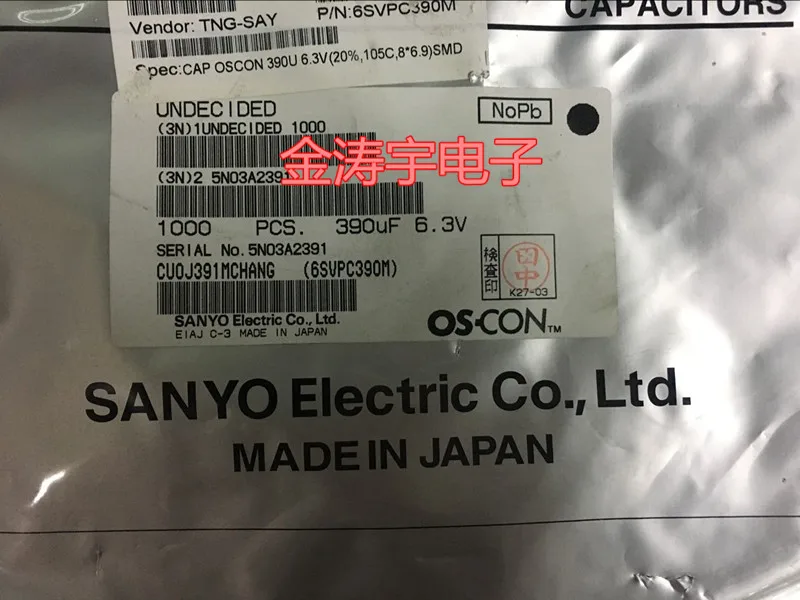 P/N:6SVPC390M
Vendor: TNG-SAY
Spec:CAP OSCON 390U 6.3V(20%,105C,8*6.9)SMD
CAPACITORS
UNDECIDED
NoPb
(3N)1UNDECIDED 1000
金涛宇电子
(3N)2 5N03A2391
1000 PCS. 390uF 6.3V
SERIAL No.5N03A2391
CU0J391MCHANG (6SVPC390M)
検査印
田中
K27-03
SANYO Electric Co., Ltd.
EIAJ C-3 MADE IN JAPAN
OS-CON™
SANYO Electric Co., Ltd.
MADE IN JAPAN